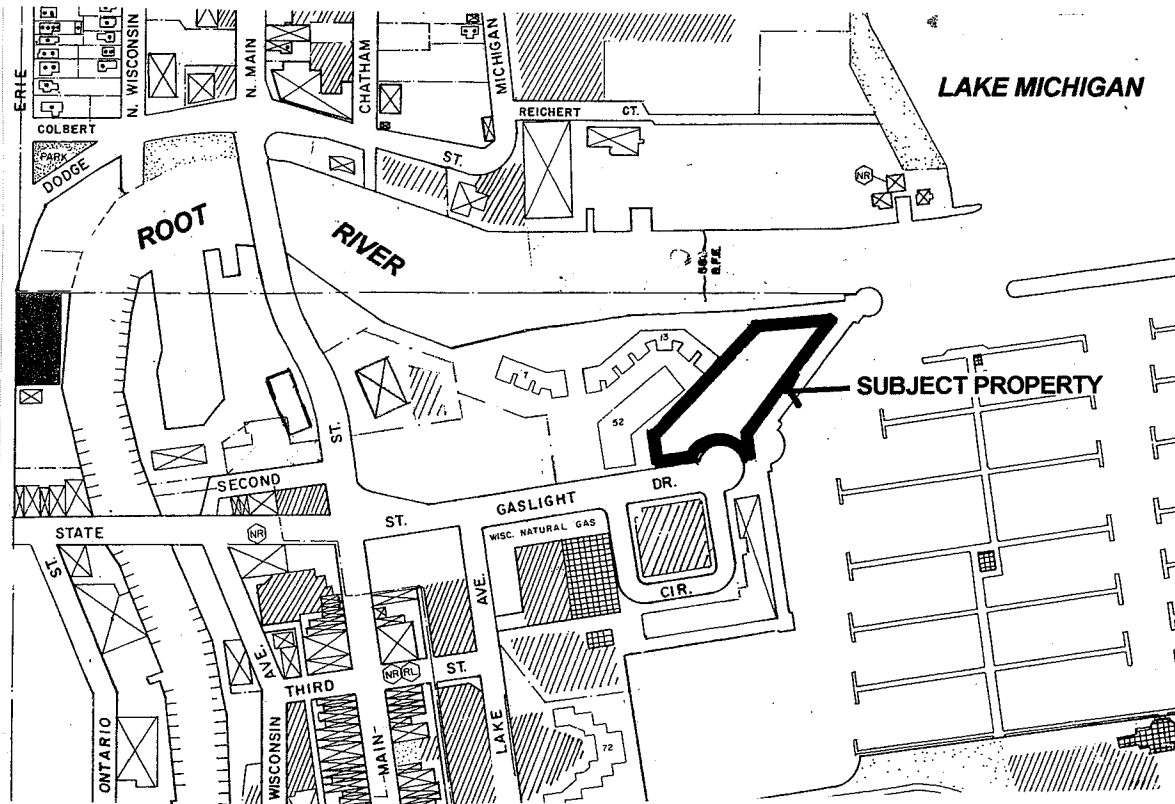 ERIE
N. WISCONSIN
N. MAIN
CHATHAM
MICHIGAN
LAKE MICHIGAN
REICHERT CT.
COLBERT
PARK
DODGE
ST.
NR
ROOT
RIVER
B.F.E.
13
7
SUBJECT PROPERTY
52
ST.
SECOND
DR.
GASLIGHT
ST.
STATE
NR
WISC. NATURAL GAS
ST.
AVE.
CIR.
AVE.
THIRD
NR RL
ST.
ONTARIO
WISCONSIN
MAIN
LAKE
72